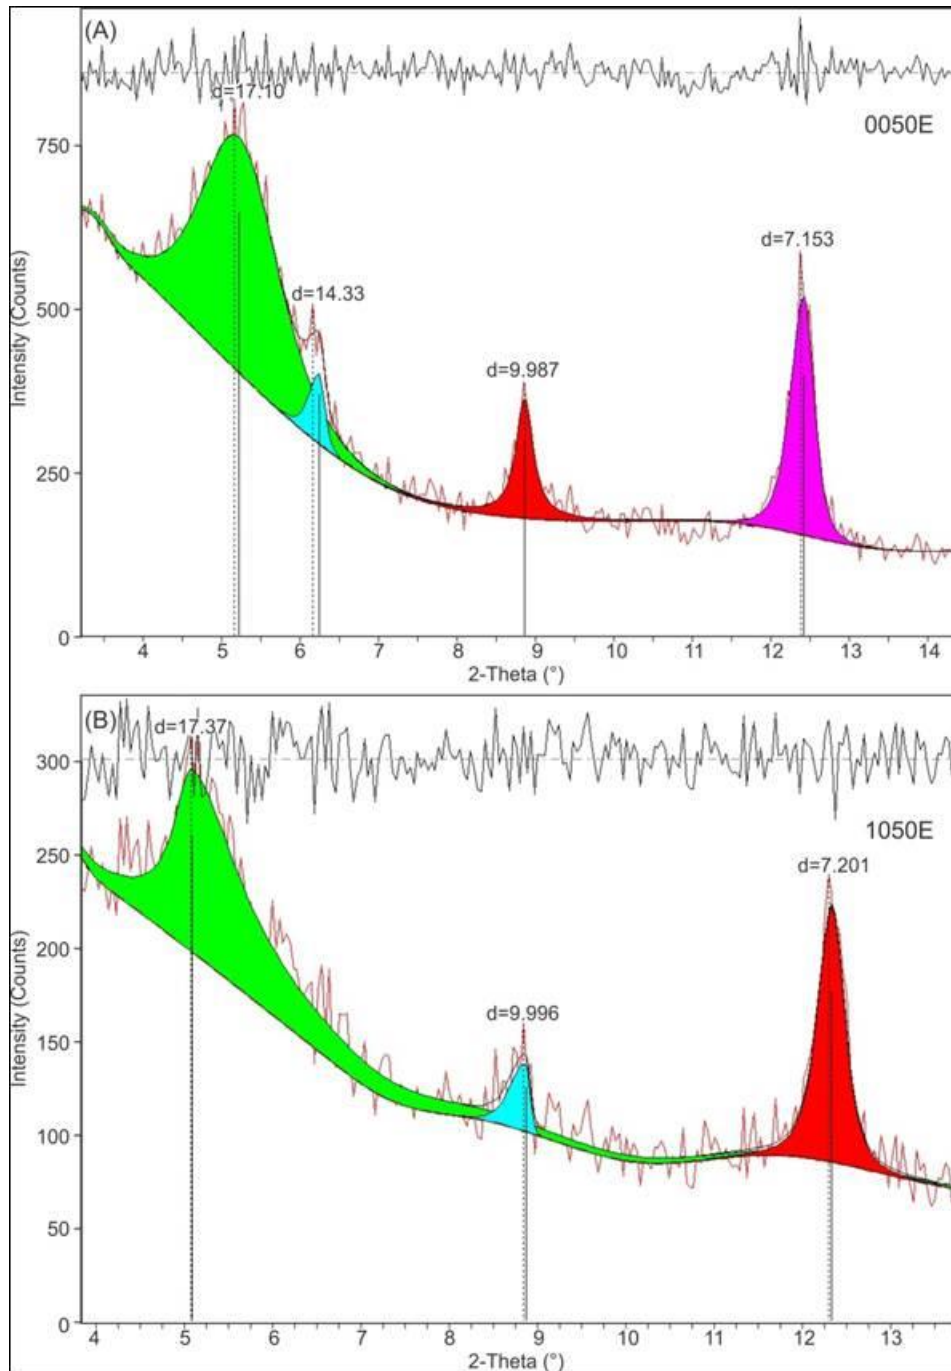 (A)
d=17.10
0050E
750
d=7.153
d=14.33
500
d=9.987
250
0
Intensity (Counts)
4 5 6 7 8 9 10 11 12 13 14
2-Theta (°)
(B)
d=17.37
300
1050E
d=7.201
250
200
d=9.996
150
100
50
0
Intensity (Counts)
4 5 6 7 8 9 10 11 12 13
2-Theta (°)